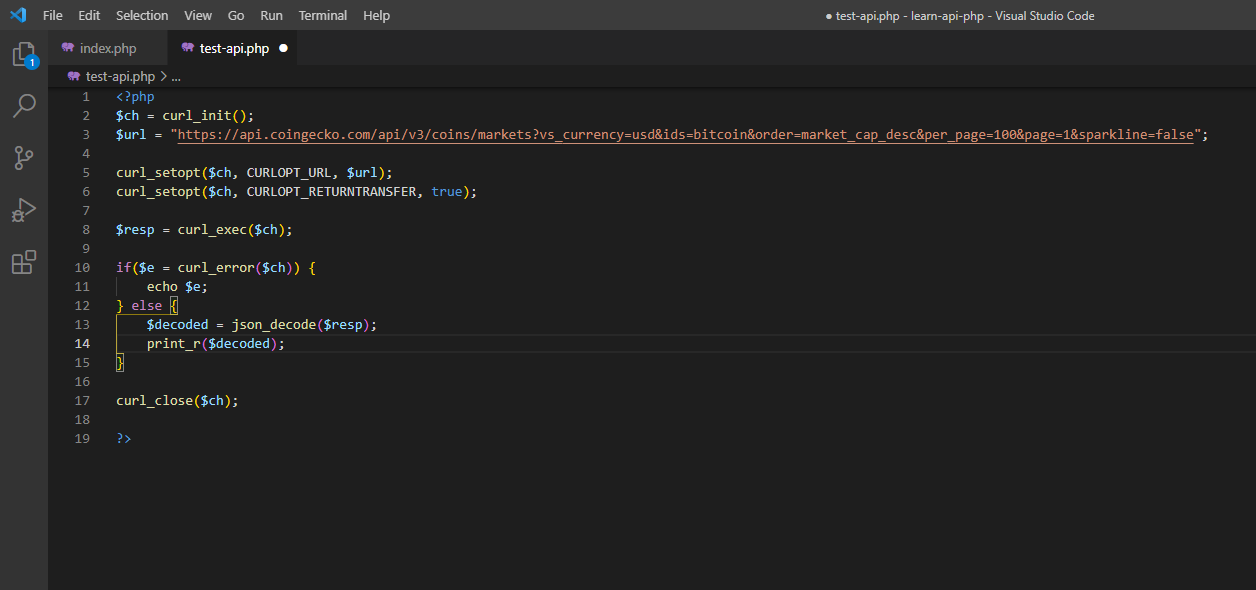 File Edit Selection View Go Run Terminal Help ● test-api.php - learn-api-php - Visual Studio Code
index.php test-api.php ●
1
test-api.php > ...
1 <?php
2 $ch = curl_init();
3 $url = "https://api.coingecko.com/api/v3/coins/markets?vs_currency=usd&ids=bitcoin&order=market_cap_desc&per_page=100&page=1&sparkline=false";
4
5 curl_setopt($ch, CURLOPT_URL, $url);
6 curl_setopt($ch, CURLOPT_RETURNTRANSFER, true);
7
8 $resp = curl_exec($ch);
9
10 if($e = curl_error($ch)) {
11     echo $e;
12 } else {
13     $decoded = json_decode($resp);
14     print_r($decoded);
15 }
16
17 curl_close($ch);
18
19 ?>